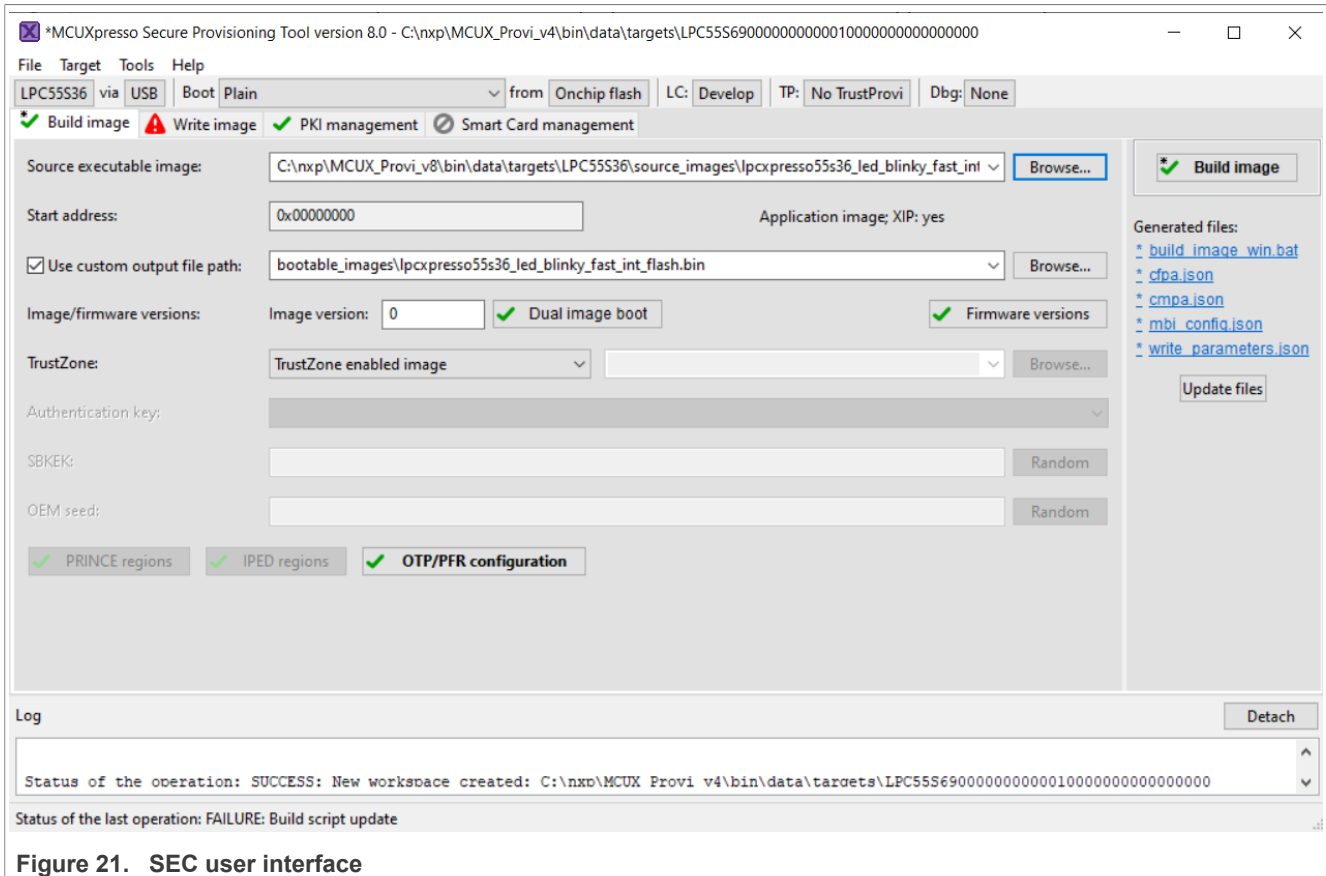 *MCUXpresso Secure Provisioning Tool version 8.0 - C:\nxp\MCUX_Provi_v4\bin\data\targets\LPC55S69000000000000010000000000000000
File Target Tools Help
LPC55S36 via USB Boot Plain from Onchip flash LC: Develop TP: No TrustProvi Dbg: None
* Build image Write image PKI management Smart Card management
Source executable image: C:\nxp\MCUX_Provi_v8\bin\data\targets\LPC55S36\source_images\lpcxpresso55s36_led_blinky_fast_int Browse... * Build image
Start address: 0x00000000 Application image; XIP: yes
Generated files:
* build_image_win.bat
Use custom output file path: bootable_images\lpcxpresso55s36_led_blinky_fast_int_flash.bin Browse...
* cfpa.json
* cmpa.json
Image/firmware versions: Image version: 0 Dual image boot Firmware versions
* mbi_config.json
* write_parameters.json
TrustZone: TrustZone enabled image Browse...
Update files
Authentication key:
SBKEK: Random
OEM seed: Random
PRINCE regions IPED regions OTP/PFR configuration
Log Detach
Status of the operation: SUCCESS: New workspace created: C:\nxp\MCUX_Provi_v4\bin\data\targets\LPC55S69000000000000010000000000000000
Status of the last operation: FAILURE: Build script update
Figure 21. SEC user interface